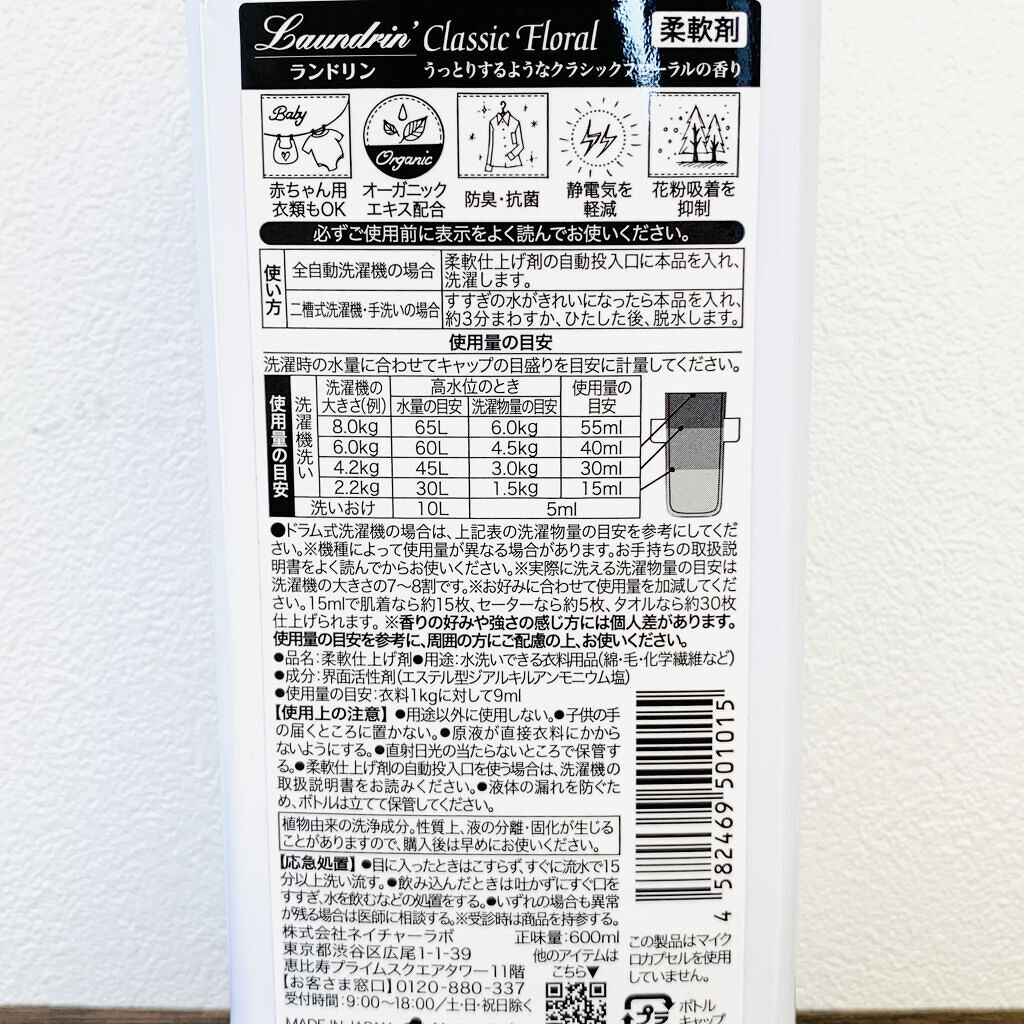 Laundrin' Classic Floral 柔軟剤
ランドリン うっとりするようなクラシックフローラルの香り
Baby
Organic
赤ちゃん用
衣類もOK
オーガニック
エキス配合
防臭・抗菌
静電気を
軽減
花粉吸着を
抑制
必ずご使用前に表示をよく読んでお使いください。
使い方
全自動洗濯機の場合 柔軟仕上げ剤の自動投入口に本品を入れ、
洗濯します。
二槽式洗濯機・手洗いの場合 すすぎの水がきれいになったら本品を入れ、
約3分まわすか、ひたした後、脱水します。
使用量の目安
洗濯時の水量に合わせてキャップの目盛りを目安に計量してください。
使用量の目安
洗濯機洗い
洗濯機の
大きさ(例)
高水位のとき
水量の目安 洗濯物量の目安
使用量の
目安
8.0kg 65L 6.0kg 55ml
6.0kg 60L 4.5kg 40ml
4.2kg 45L 3.0kg 30ml
2.2kg 30L 1.5kg 15ml
洗いおけ 10L 5ml
●ドラム式洗濯機の場合は、上記表の洗濯物量の目安を参考にしてくだ
さい。※機種によって使用量が異なる場合があります。お手持ちの取扱説
明書をよく読んでからお使いください。※実際に洗える洗濯物量の目安は
洗濯機の大きさの7〜8割です。※お好みに合わせて使用量を加減してくだ
さい。15mlで肌着なら約15枚、セーターなら約5枚、タオルなら約30枚
仕上げられます。※香りの好みや強さの感じ方には個人差があります。
使用量の目安を参考に、周囲の方にご配慮の上、お使いください。
●品名:柔軟仕上げ剤●用途:水洗いできる衣料用品(綿・毛・化学繊維など)
●成分:界面活性剤(エステル型ジアルキルアンモニウム塩)
●使用量の目安:衣料1kgに対して9ml
【使用上の注意】●用途以外に使用しない。●子供の手
の届くところに置かない。●原液が直接衣料にかから
ないようにする。●直射日光の当たらないところで保管す
る。●柔軟仕上げ剤の自動投入口を使う場合は、洗濯機の
取扱説明書をお読みください。●液体の漏れを防ぐた
め、ボトルは立てて保管してください。
植物由来の洗浄成分。性質上、液の分離・固化が生じる
ことがありますので、購入後は早めにお使いください。
【応急処置】●目に入ったときはこすらず、すぐに流水で15
分以上洗い流す。●飲み込んだときは吐かずにすぐ口を
すすぎ、水を飲むなどの処置をする。●いずれの場合も異常
が残る場合は医師に相談する。※受診時は商品を持参する。
株式会社ネイチャーラボ 正味量:600ml
東京都渋谷区広尾1-1-39
恵比寿プライムスクエアタワー11階
【お客さま窓口】0120-880-337
受付時間:9:00〜18:00/土・日・祝日除く
MADE IN JAPAN
他のアイテムは
こちら▼
4 582469 501015
この製品はマイク
ロカプセルを使用
していません。
プラ
ボトル
キャップ